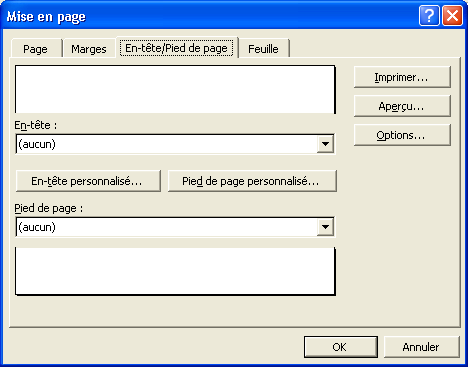 Mise en page
Page Marges En-tête/Pied de page Feuille
Imprimer...
Aperçu...
En-tête :
(aucun)
Options...
En-tête personnalisé... Pied de page personnalisé...
Pied de page :
(aucun)
OK Annuler